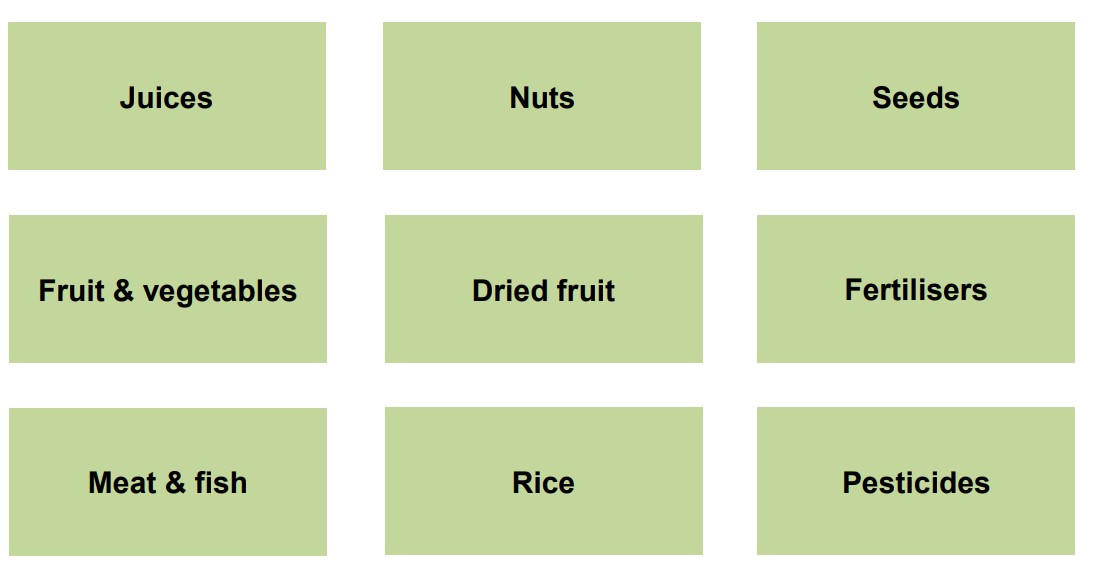 Juices
Nuts
Seeds
Fruit & vegetables
Dried fruit
Fertilisers
Meat & fish
Rice
Pesticides